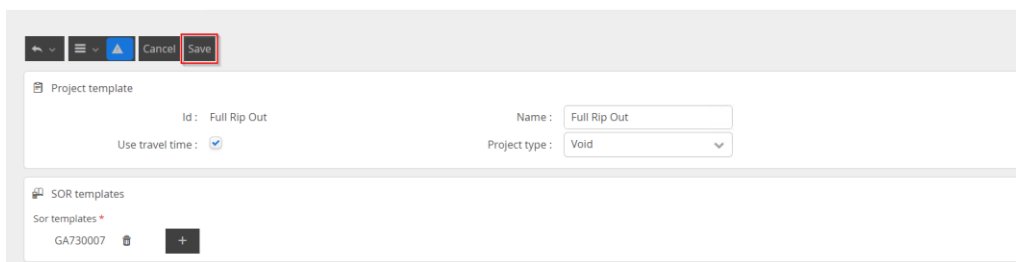 Cancel Save
Project template
Id : Full Rip Out Name : Full Rip Out
Use travel time : Project type : Void
SOR templates
Sor templates *
GA730007 +